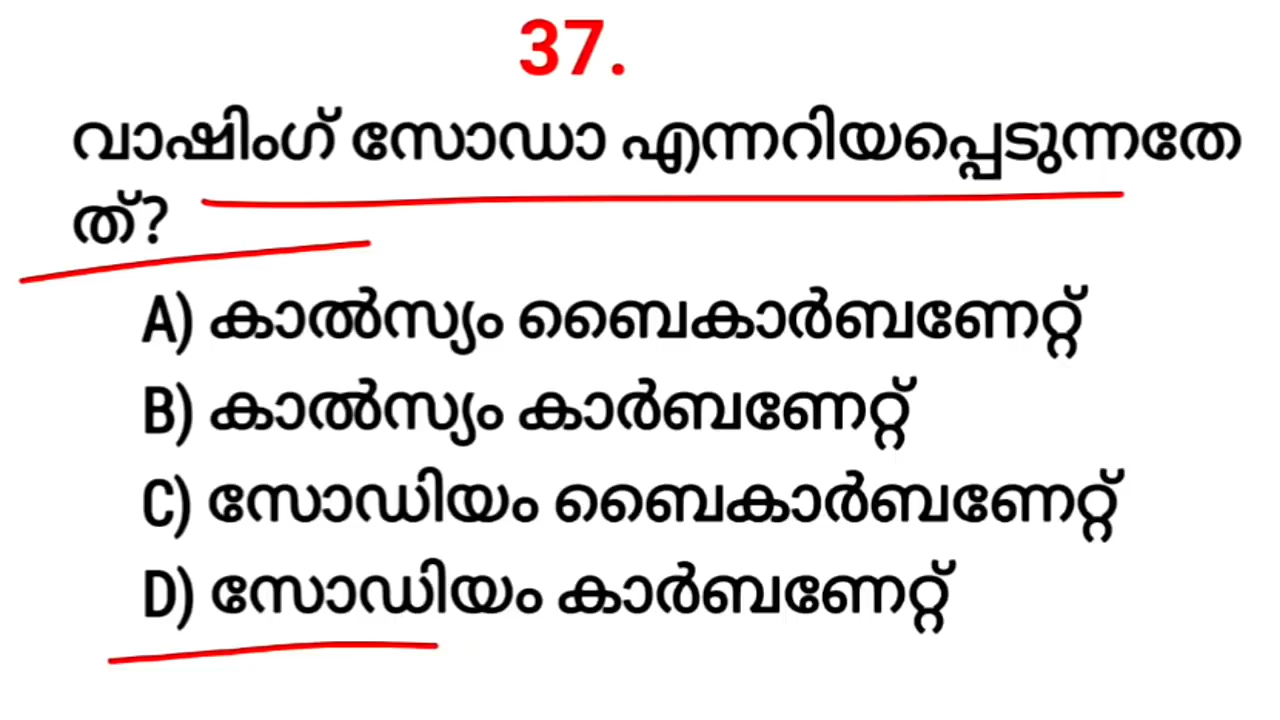 37.
വാഷിംഗ് സോഡാ എന്നറിയപ്പെടുന്നതേ
ത്?
A) കാൽസ്യം ബൈകാർബണേറ്റ്
B) കാൽസ്യം കാർബണേറ്റ്
C) സോഡിയം ബൈകാർബണേറ്റ്
D) സോഡിയം കാർബണേറ്റ്